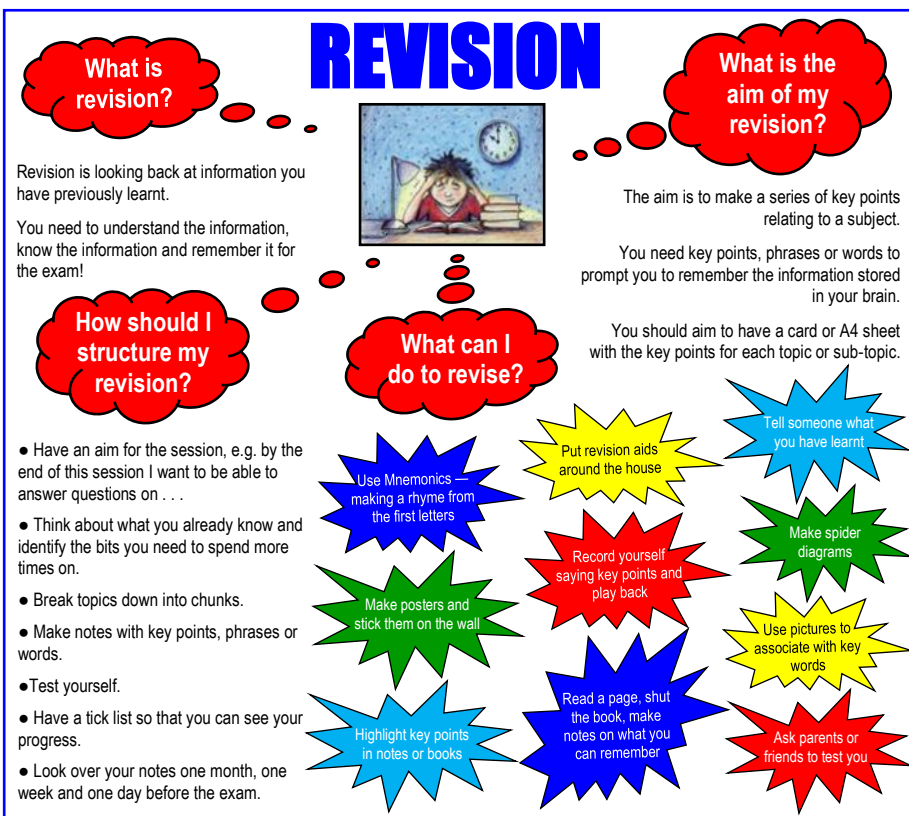 REVISION
What is
revision?
Revision is looking back at information you
have previously learnt.
You need to understand the information,
know the information and remember it for
the exam!
What is the
aim of my
revision?
The aim is to make a series of key points
relating to a subject.
You need key points, phrases or words to
prompt you to remember the information stored
in your brain.
You should aim to have a card or A4 sheet
with the key points for each topic or sub-topic.
How should I
structure my
revision?
● Have an aim for the session, e.g. by the
end of this session I want to be able to
answer questions on . . .
● Think about what you already know and
identify the bits you need to spend more
times on.
● Break topics down into chunks.
● Make notes with key points, phrases or
words.
●Test yourself.
● Have a tick list so that you can see your
progress.
● Look over your notes one month, one
week and one day before the exam.
What can I
do to revise?
Use Mnemonics —
making a rhyme from
the first letters
Put revision aids
around the house
Tell someone what
you have learnt
Make posters and
stick them on the wall
Record yourself
saying key points and
play back
Make spider
diagrams
Use pictures to
associate with key
words
Highlight key points
in notes or books
Read a page, shut
the book, make
notes on what you
can remember
Ask parents or
friends to test you